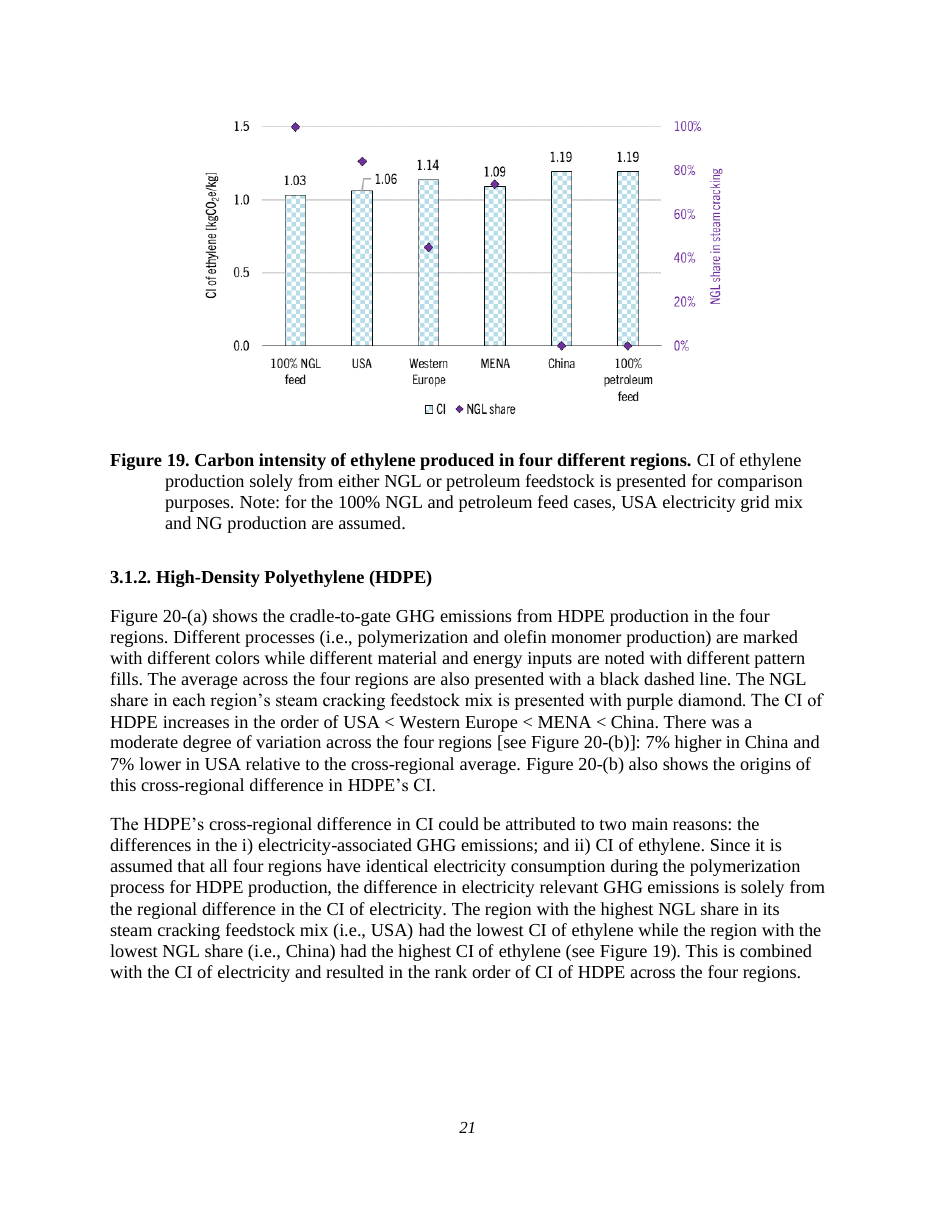 1.5
1.0
0.5
0.0
CI of ethylene [kgCO₂e/kg]
1.03
1.06
1.14
1.09
1.19
1.19
100%
80%
60%
40%
20%
0%
NGL share in steam cracking
100% NGL
feed
USA
Western
Europe
MENA
China
100%
petroleum
feed
CI
NGL share
Figure 19. Carbon intensity of ethylene produced in four different regions. CI of ethylene
production solely from either NGL or petroleum feedstock is presented for comparison
purposes. Note: for the 100% NGL and petroleum feed cases, USA electricity grid mix
and NG production are assumed.
3.1.2. High-Density Polyethylene (HDPE)
Figure 20-(a) shows the cradle-to-gate GHG emissions from HDPE production in the four
regions. Different processes (i.e., polymerization and olefin monomer production) are marked
with different colors while different material and energy inputs are noted with different pattern
fills. The average across the four regions are also presented with a black dashed line. The NGL
share in each region’s steam cracking feedstock mix is presented with purple diamond. The CI of
HDPE increases in the order of USA < Western Europe < MENA < China. There was a
moderate degree of variation across the four regions [see Figure 20-(b)]: 7% higher in China and
7% lower in USA relative to the cross-regional average. Figure 20-(b) also shows the origins of
this cross-regional difference in HDPE’s CI.
The HDPE’s cross-regional difference in CI could be attributed to two main reasons: the
differences in the i) electricity-associated GHG emissions; and ii) CI of ethylene. Since it is
assumed that all four regions have identical electricity consumption during the polymerization
process for HDPE production, the difference in electricity relevant GHG emissions is solely from
the regional difference in the CI of electricity. The region with the highest NGL share in its
steam cracking feedstock mix (i.e., USA) had the lowest CI of ethylene while the region with the
lowest NGL share (i.e., China) had the highest CI of ethylene (see Figure 19). This is combined
with the CI of electricity and resulted in the rank order of CI of HDPE across the four regions.
21